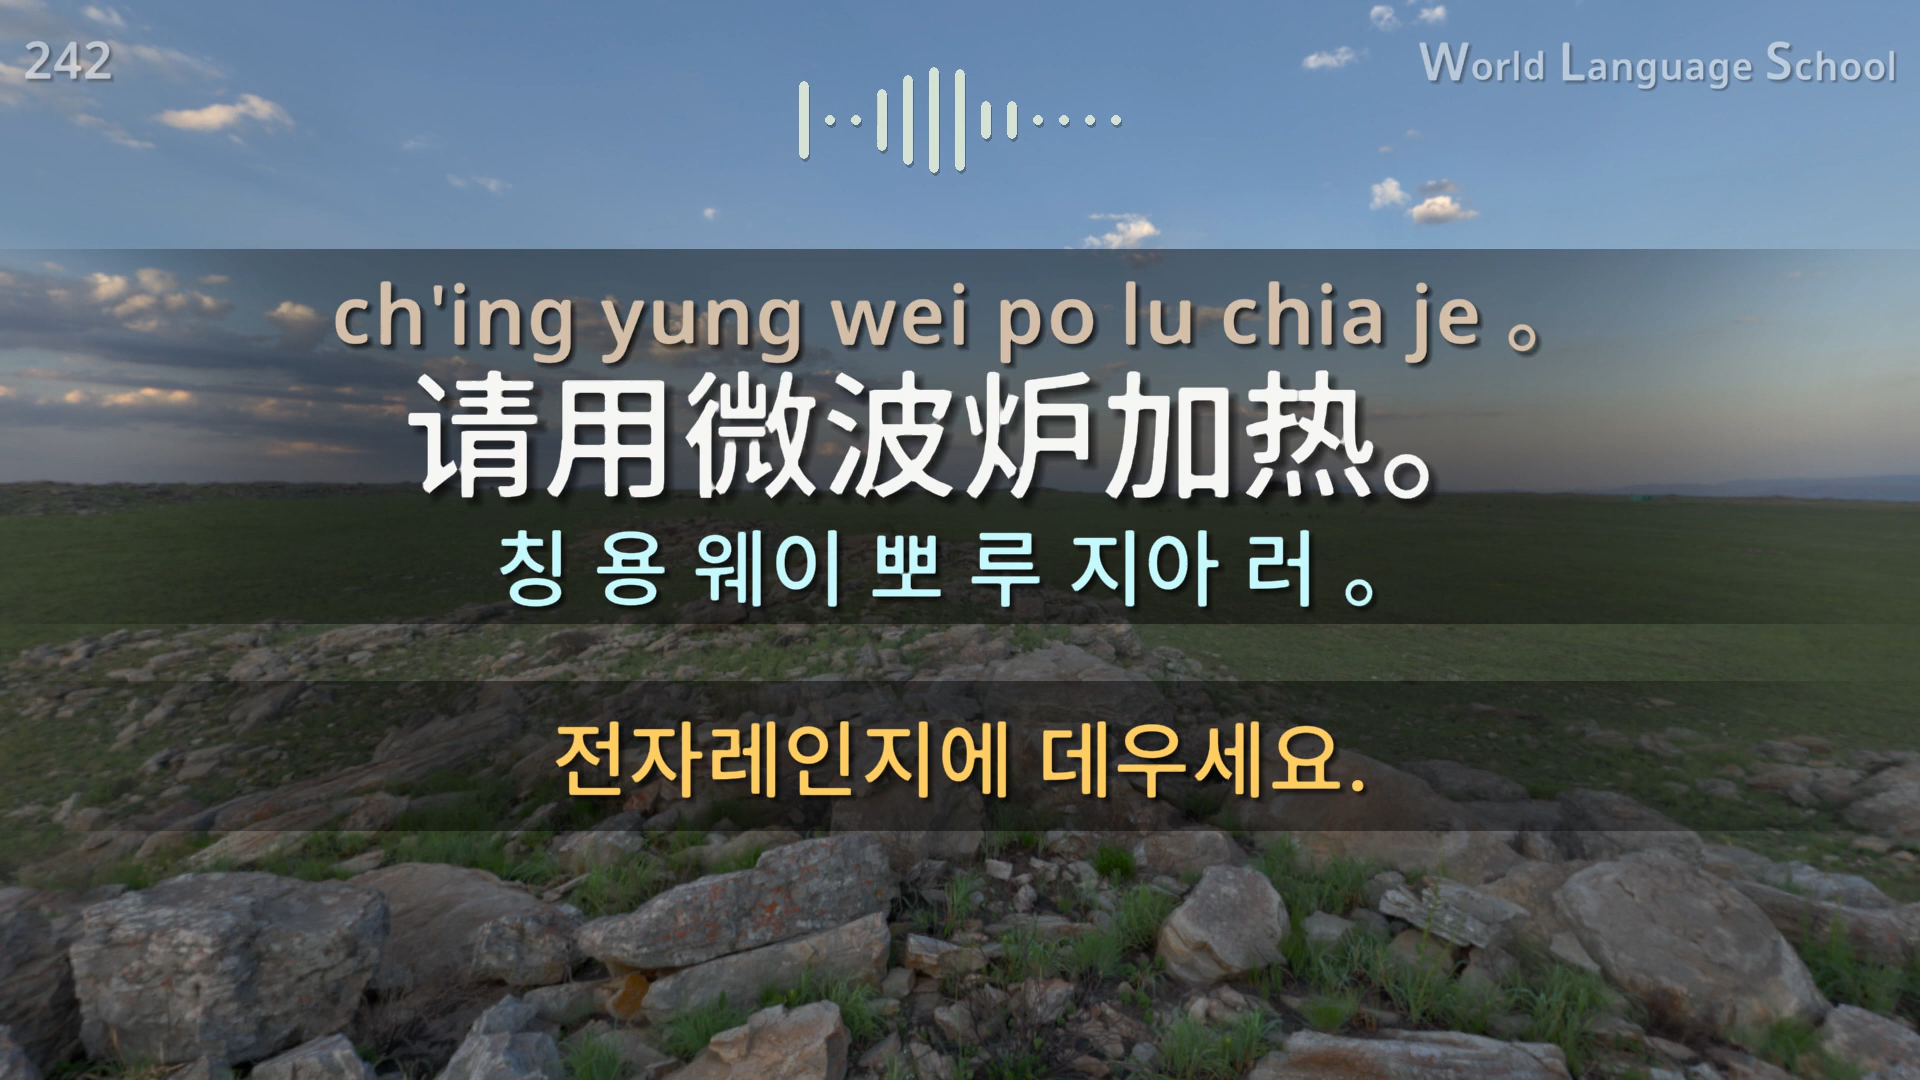 242
World Language School
ch'ing yung wei po lu chia je 。
请用微波炉加热。
칭 용 웨이 뽀 루 지아 러 。
전자레인지에 데우세요.